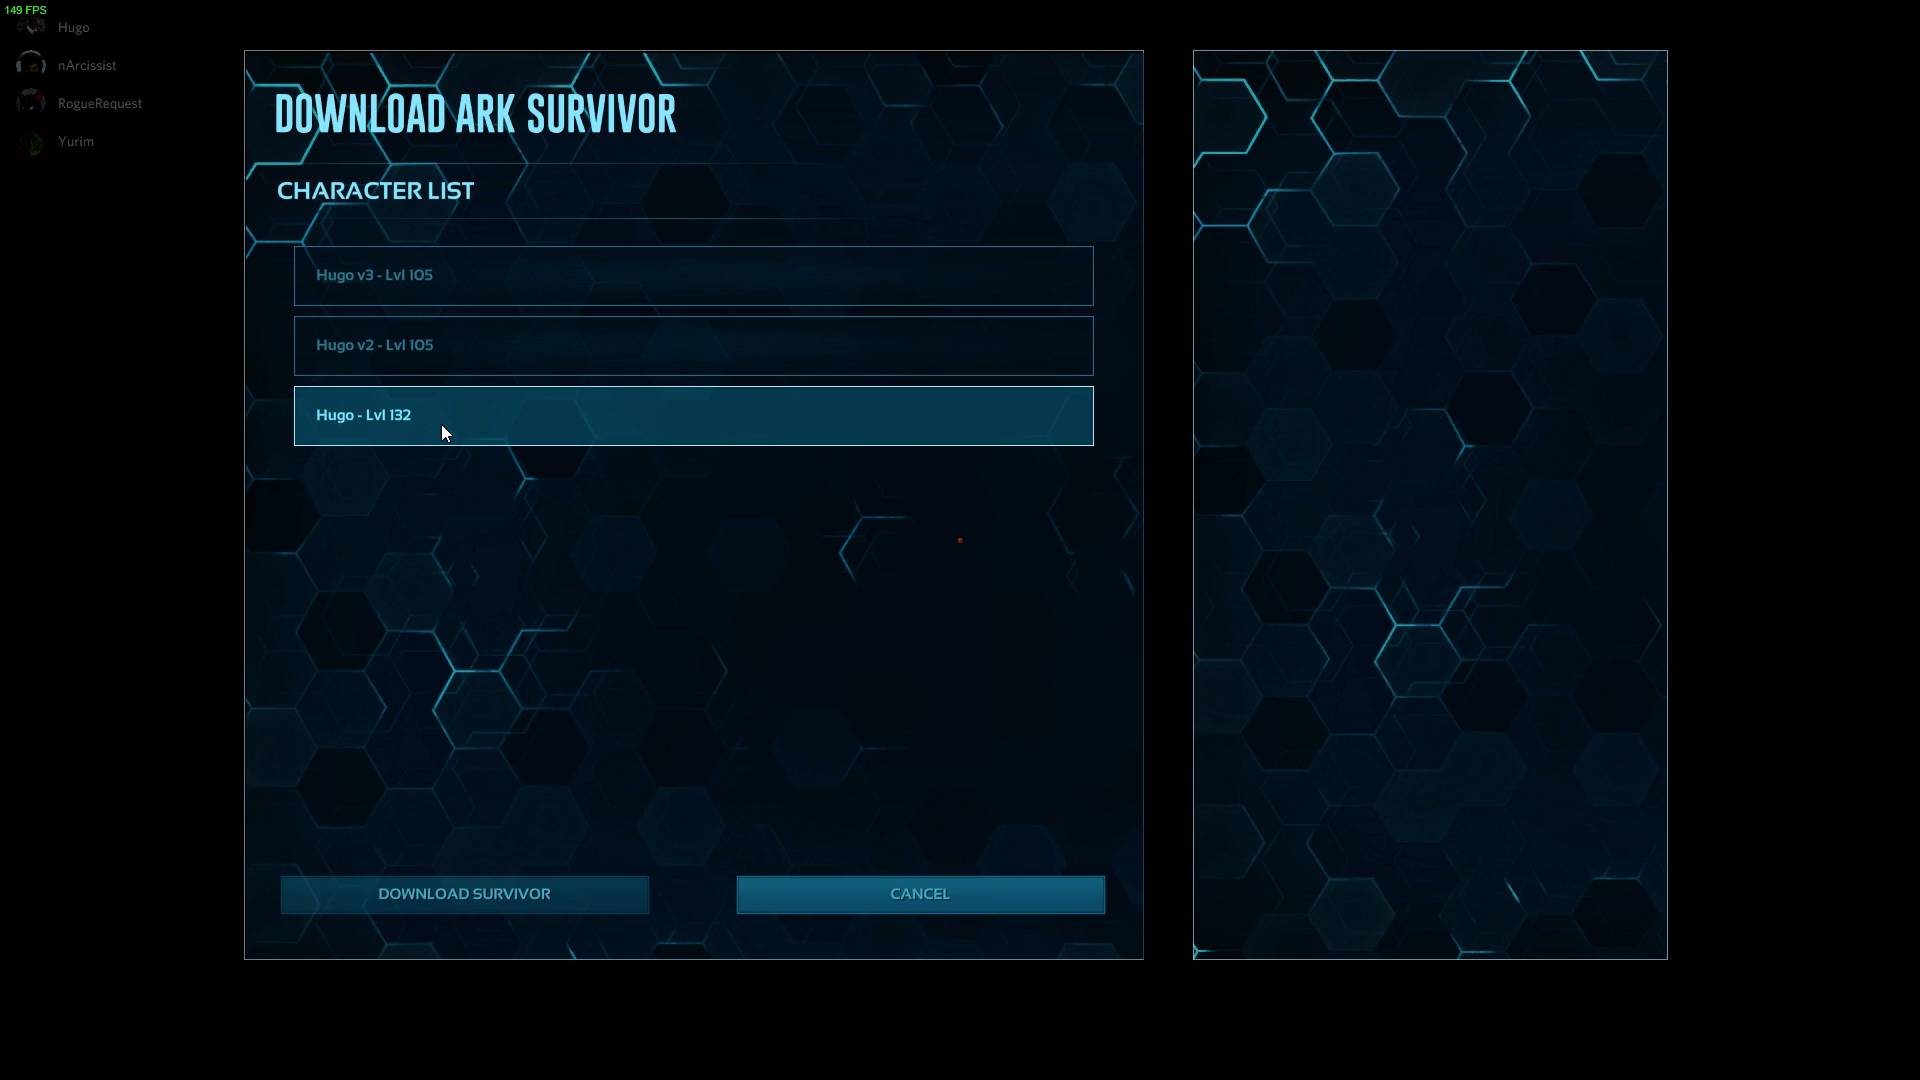 149 FPS
Hugo
nArcissist
RogueRequest
Yurim
DOWNLOAD ARK SURVIVOR
CHARACTER LIST
Hugo v3 - Lvl 105
Hugo v2 - Lvl 105
Hugo - Lvl 132
DOWNLOAD SURVIVOR
CANCEL